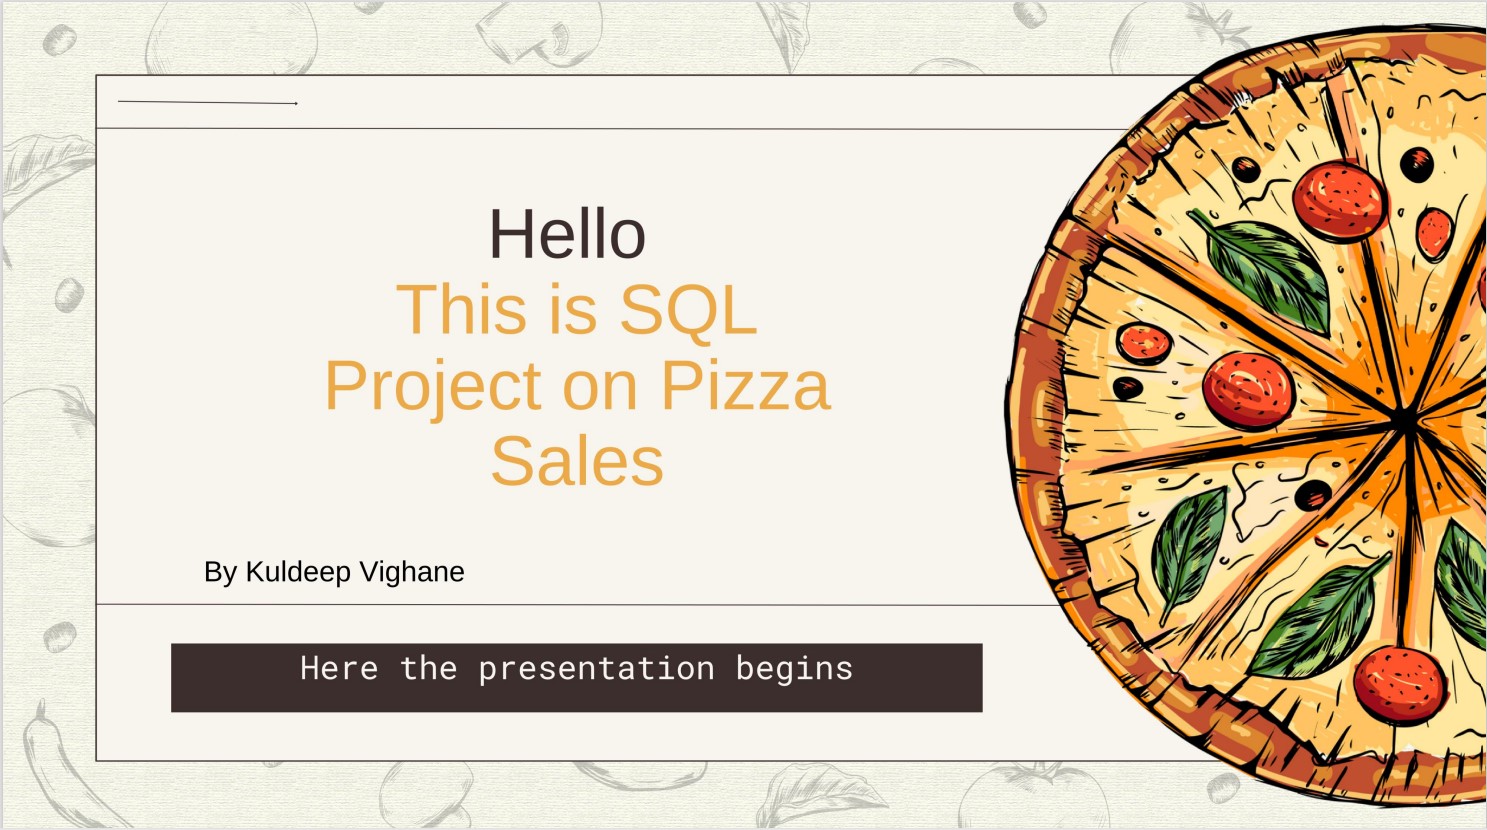 Hello
This is SQL
Project on Pizza
Sales
By Kuldeep Vighane
Here the presentation begins